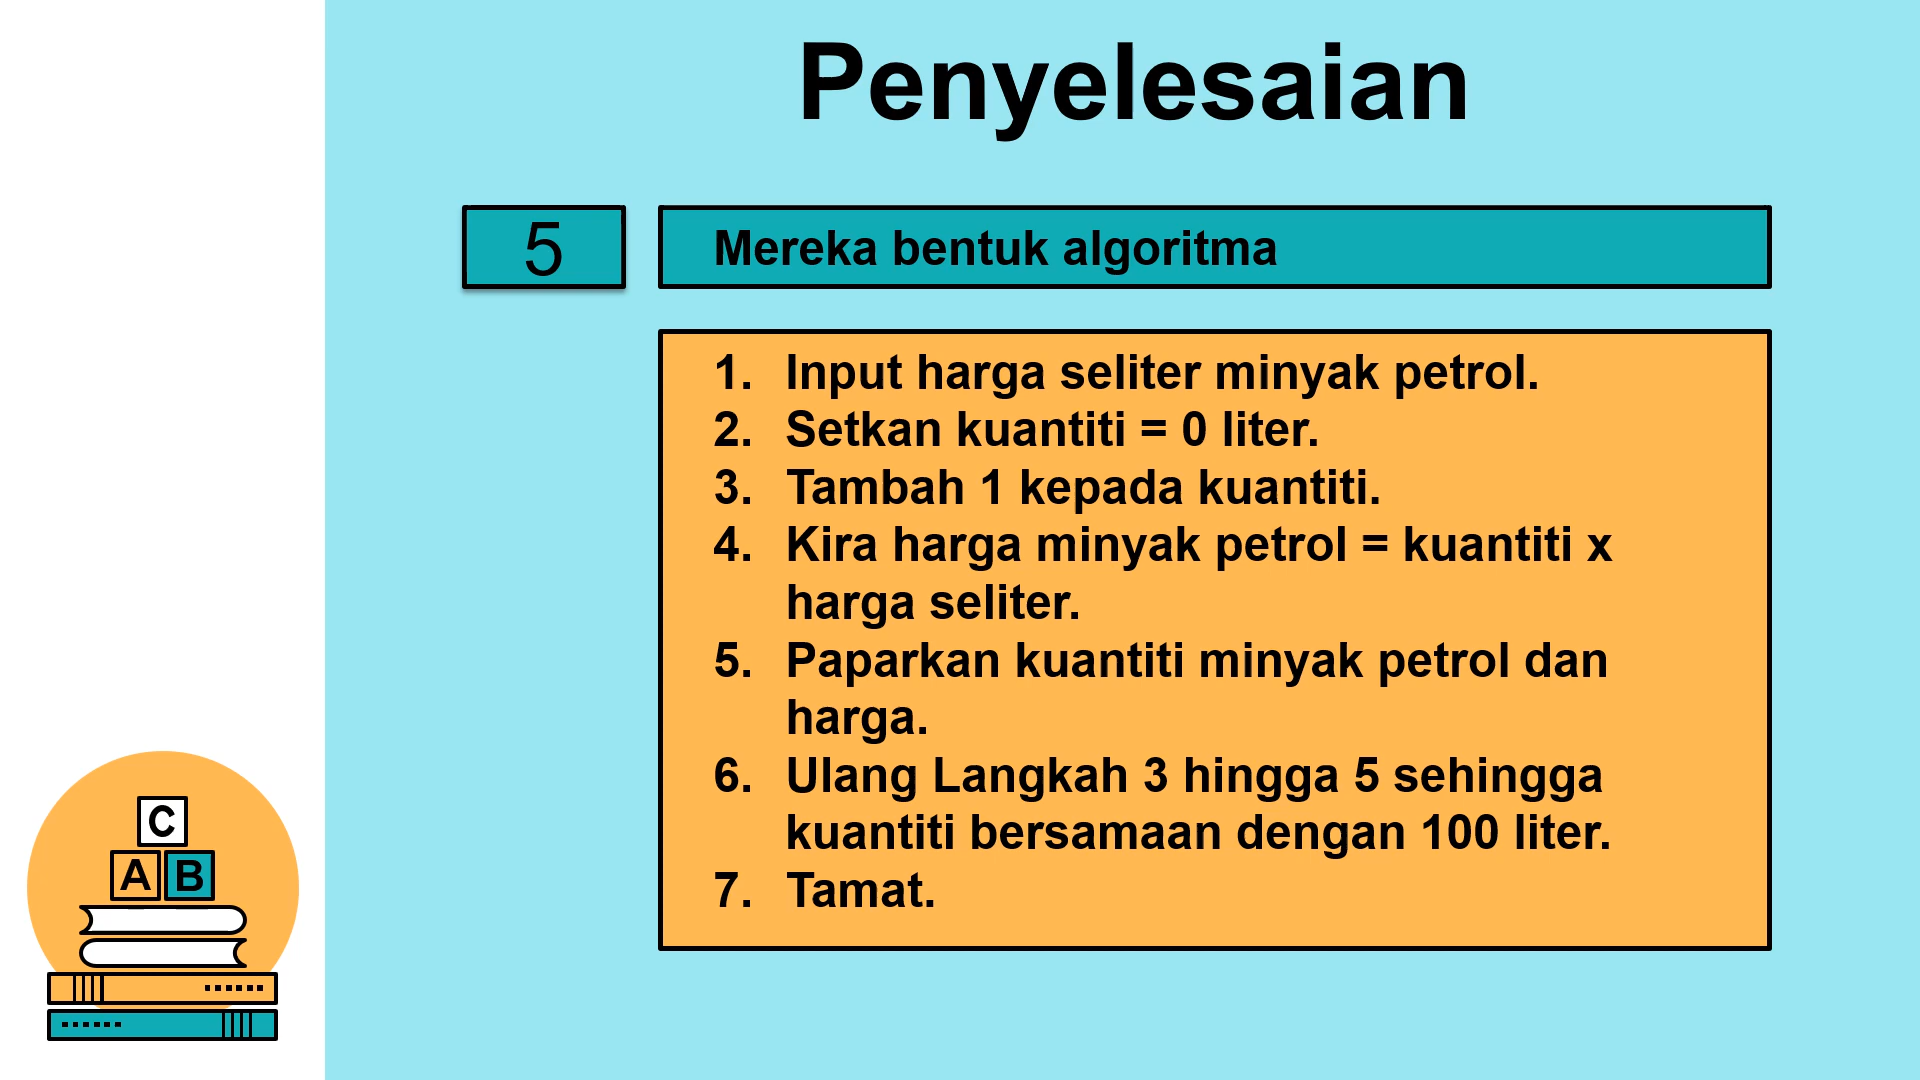 Penyelesaian
5
Mereka bentuk algoritma
1. Input harga seliter minyak petrol.
2. Setkan kuantiti = 0 liter.
3. Tambah 1 kepada kuantiti.
4. Kira harga minyak petrol = kuantiti x
harga seliter.
5. Paparkan kuantiti minyak petrol dan
harga.
6. Ulang Langkah 3 hingga 5 sehingga
kuantiti bersamaan dengan 100 liter.
7. Tamat.
C
A B